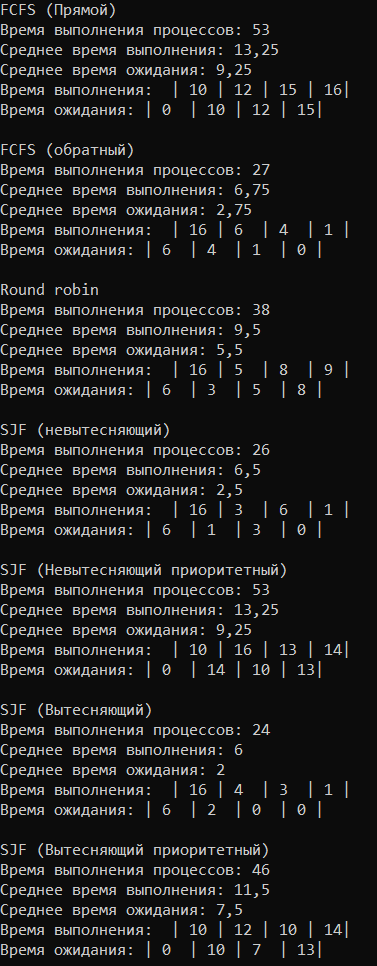 FCFS (Прямой)
Время выполнения процессов: 53
Среднее время выполнения: 13,25
Среднее время ожидания: 9,25
Время выполнения:  | 10 | 12 | 15 | 16|
Время ожидания: | 0  | 10 | 12 | 15|

FCFS (обратный)
Время выполнения процессов: 27
Среднее время выполнения: 6,75
Среднее время ожидания: 2,75
Время выполнения:  | 16 | 6  | 4  | 1 |
Время ожидания: | 6  | 4  | 1  | 0 |

Round robin
Время выполнения процессов: 38
Среднее время выполнения: 9,5
Среднее время ожидания: 5,5
Время выполнения:  | 16 | 5  | 8  | 9 |
Время ожидания: | 6  | 3  | 5  | 8 |

SJF (невытесняющий)
Время выполнения процессов: 26
Среднее время выполнения: 6,5
Среднее время ожидания: 2,5
Время выполнения:  | 16 | 3  | 6  | 1 |
Время ожидания: | 6  | 1  | 3  | 0 |

SJF (Невытесняющий приоритетный)
Время выполнения процессов: 53
Среднее время выполнения: 13,25
Среднее время ожидания: 9,25
Время выполнения:  | 10 | 16 | 13 | 14|
Время ожидания: | 0  | 14 | 10 | 13|

SJF (Вытесняющий)
Время выполнения процессов: 24
Среднее время выполнения: 6
Среднее время ожидания: 2
Время выполнения:  | 16 | 4  | 3  | 1 |
Время ожидания: | 6  | 2  | 0  | 0 |

SJF (Вытесняющий приоритетный)
Время выполнения процессов: 46
Среднее время выполнения: 11,5
Среднее время ожидания: 7,5
Время выполнения:  | 10 | 12 | 10 | 14|
Время ожидания: | 0  | 10 | 7  | 13|